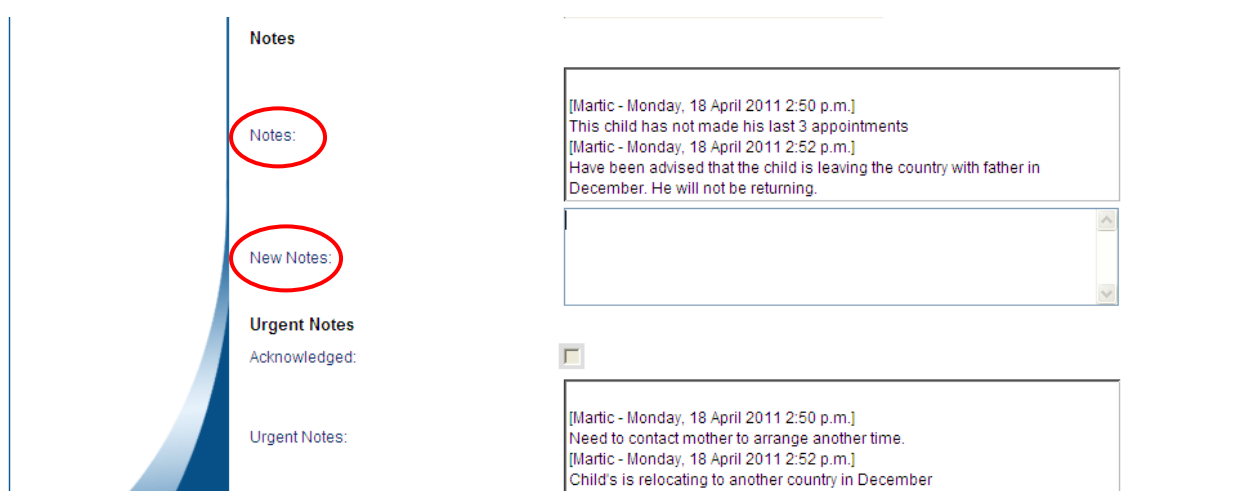 Notes
Notes:
[Martic - Monday, 18 April 2011 2:50 p.m.]
This child has not made his last 3 appointments
[Martic - Monday, 18 April 2011 2:52 p.m.]
Have been advised that the child is leaving the country with father in
December. He will not be returning.
New Notes:
Urgent Notes
Acknowledged:
Urgent Notes:
[Martic - Monday, 18 April 2011 2:50 p.m.]
Need to contact mother to arrange another time.
[Martic - Monday, 18 April 2011 2:52 p.m.]
Child's is relocating to another country in December